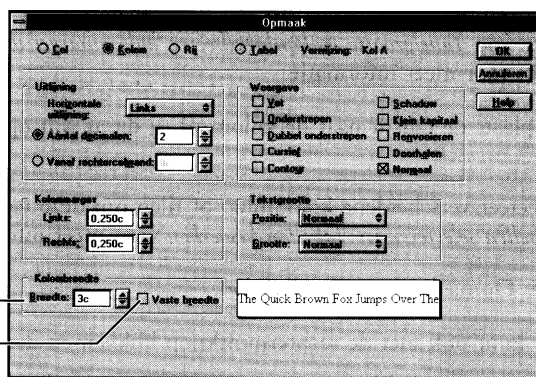 Opmaak
Cel Kolom Rij Tabel Verwijzing: Kol A
OK
Annuleren
Help
Uitlijning
Horizontale uitlijning: Links
Aantal decimalen: 2
Vanaf rechtercelrand:
Weergave
Vet
Onderstrepen
Dubbel onderstrepen
Cursief
Contour
Schaduw
Klein kapitaal
Revooieren
Doorhalen
Normaal
Kolommarges
Links: 0,250c
Rechts: 0,250c
Tekstgrootte
Positie: Normaal
Grootte: Normaal
Kolombreedte
Breedte: 3c Vaste breedte
The Quick Brown Fox Jumps Over The